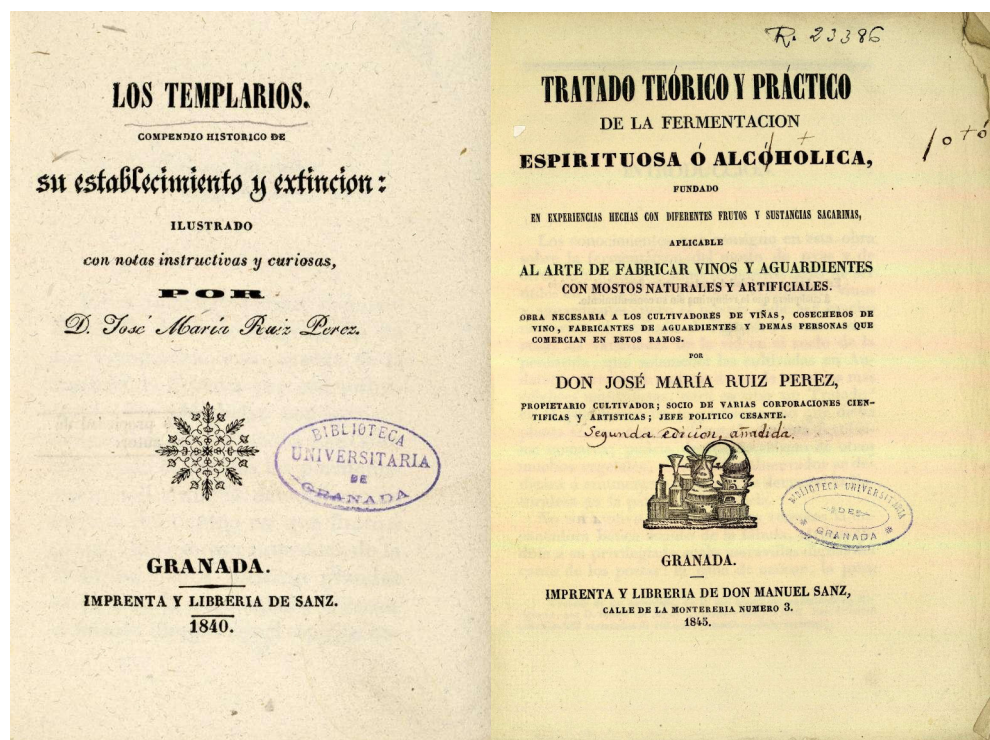 LOS TEMPLARIOS.
COMPENDIO HISTORICO DE
su establecimiento y extincion:
ILUSTRADO
con notas instructivas y curiosas,
POR
D. José María Ruiz Perez.
BIBLIOTECA
UNIVERSITARIA
DE
GRANADA
GRANADA.
IMPRENTA Y LIBRERIA DE SANZ.
1840.
R. 23386
TRATADO TEÓRICO Y PRÁCTICO
DE LA FERMENTACION
ESPIRITUOSA Ó ALCOHOLICA,
FUNDADO
EN EXPERIENCIAS HECHAS CON DIFERENTES FRUTOS Y SUSTANCIAS SACARINAS,
APLICABLE
AL ARTE DE FABRICAR VINOS Y AGUARDIENTES
CON MOSTOS NATURALES Y ARTIFICIALES.
OBRA NECESARIA A LOS CULTIVADORES DE VIÑAS, COSECHEROS DE
VINO, FABRICANTES DE AGUARDIENTES Y DEMAS PERSONAS QUE
COMERCIAN EN ESTOS RAMOS.
POR
DON JOSÉ MARÍA RUIZ PEREZ,
PROPIETARIO CULTIVADOR; SOCIO DE VARIAS CORPORACIONES CIEN-
TIFICAS Y ARTISTICAS; JEFE POLITICO CESANTE.
Segunda edicion, añadida.
BIBLIOTECA UNIVERSITARIA
DE
GRANADA
GRANADA.
IMPRENTA Y LIBRERIA DE DON MANUEL SANZ,
CALLE DE LA MONTERERIA NUMERO 3.
1845.